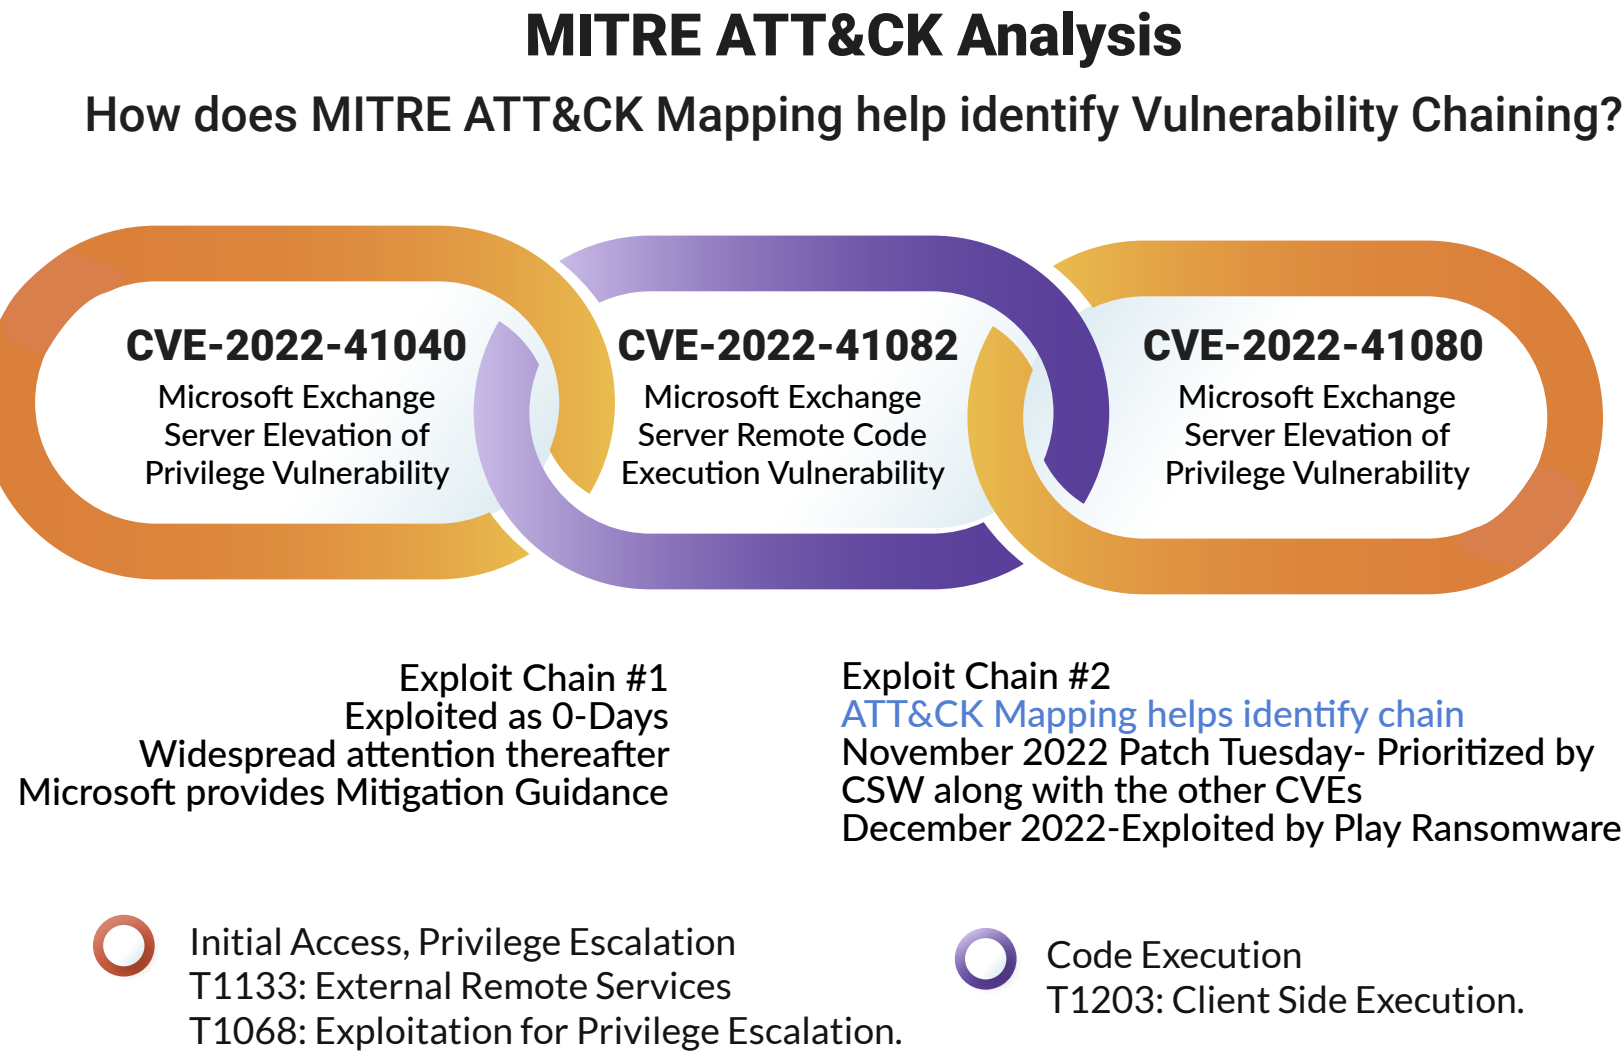 MITRE ATT&CK Analysis
How does MITRE ATT&CK Mapping help identify Vulnerability Chaining?
CVE-2022-41040
Microsoft Exchange
Server Elevation of
Privilege Vulnerability
CVE-2022-41082
Microsoft Exchange
Server Remote Code
Execution Vulnerability
CVE-2022-41080
Microsoft Exchange
Server Elevation of
Privilege Vulnerability
Exploit Chain #1
Exploited as 0-Days
Widespread attention thereafter
Microsoft provides Mitigation Guidance
Exploit Chain #2
ATT&CK Mapping helps identify chain
November 2022 Patch Tuesday- Prioritized by
CSW along with the other CVEs
December 2022-Exploited by Play Ransomware
Initial Access, Privilege Escalation
T1133: External Remote Services
T1068: Exploitation for Privilege Escalation.
Code Execution
T1203: Client Side Execution.